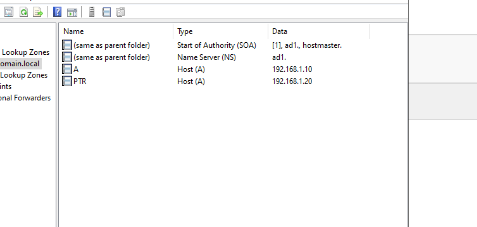 Name Type Data
Lookup Zones (same as parent folder) Start of Authority (SOA) [1], ad1., hostmaster.
omain.local (same as parent folder) Name Server (NS) ad1.
Lookup Zones A Host (A) 192.168.1.10
ints PTR Host (A) 192.168.1.20
onal Forwarders